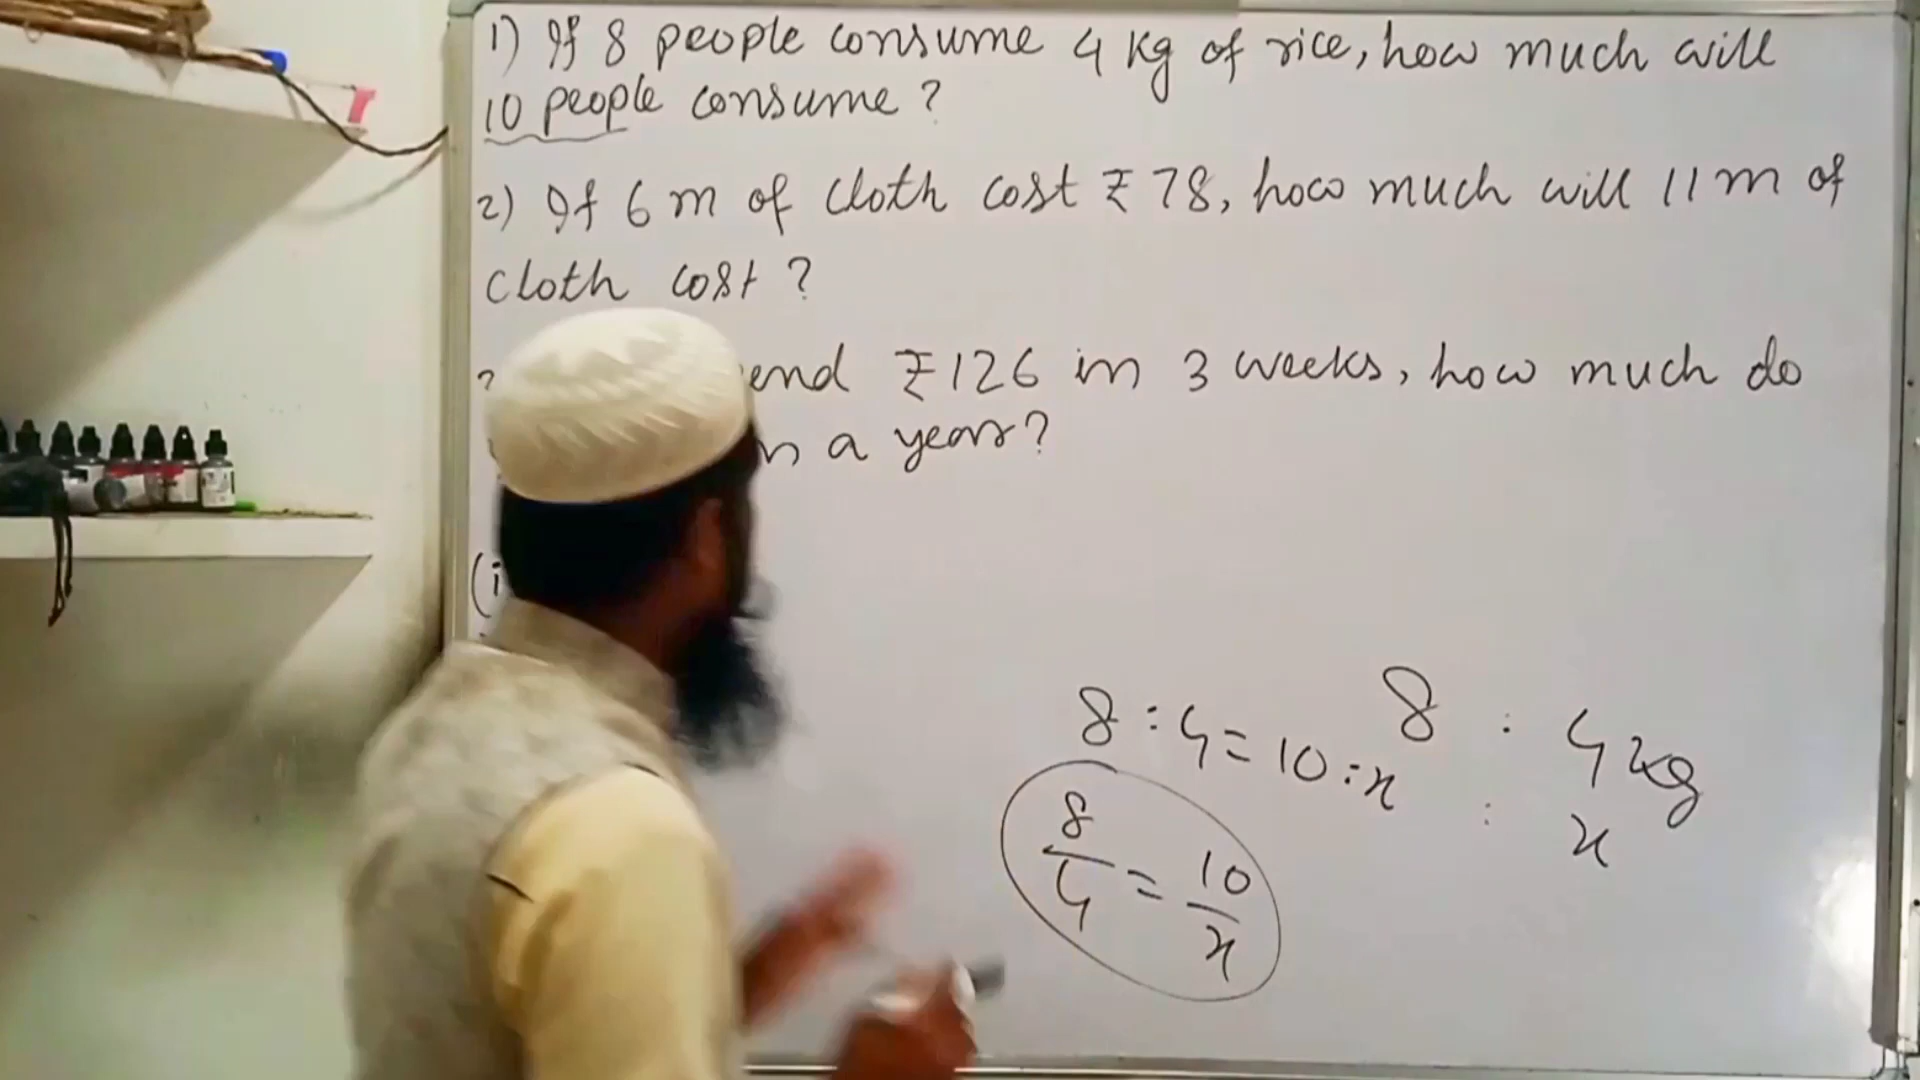 1) If 8 people consume 4 kg of rice, how much will
10 people consume?
2) If 6 m of cloth cost ₹78, how much will 11 m of
cloth cost?
end ₹126 in 3 weeks, how much do
a year?
(i
8 : 4 = 10 : x
8 : 4 kg
: x
8/4 = 10/x